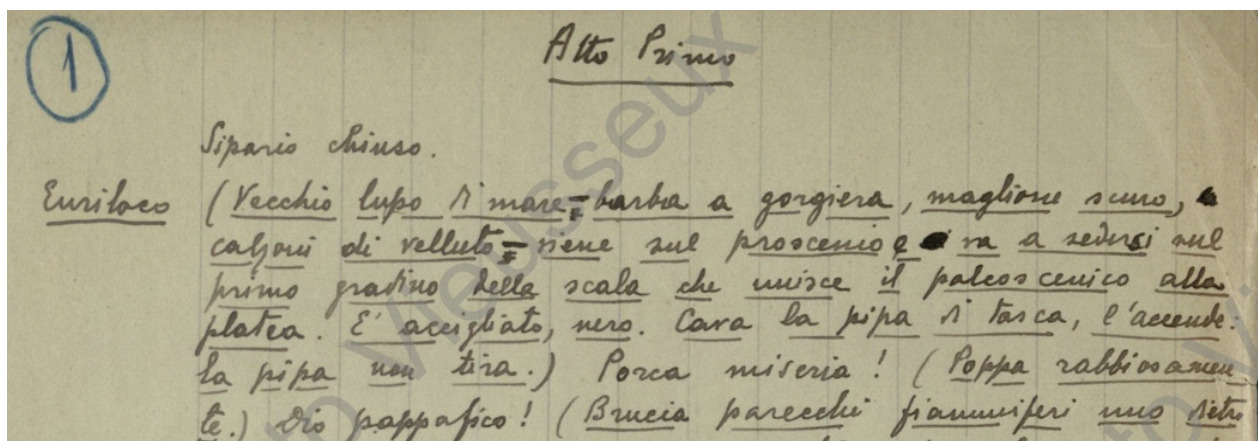 1
Atto Primo
Sipario chiuso.
Euriloco (Vecchio lupo di mare = barba a gorgiera, maglione scuro,
calzoni di velluto = viene sul proscenio e va a sedersi sul
primo gradino della scala che unisce il palcoscenico alla
platea. E' accigliato, nero. Cava la pipa di tasca, l'accende.
La pipa non tira.) Porca miseria! (Poppa rabbiosamen
te.) Dio pappafico! (Brucia parecchi fiammiferi uno dietro
Vieusseux